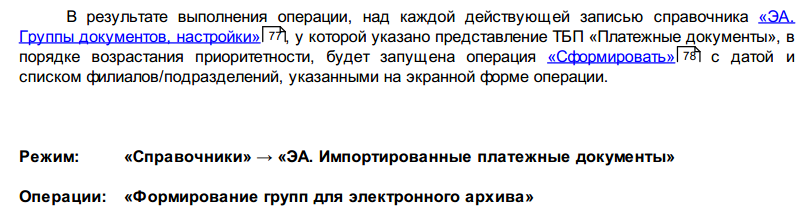 В результате выполнения операции, над каждой действующей записью справочника «ЭА.
Группы документов, настройки» 77, у которой указано представление ТБП «Платежные документы», в
порядке возрастания приоритетности, будет запущена операция «Сформировать» 78 с датой и
списком филиалов/подразделений, указанными на экранной форме операции.
Режим: «Справочники» → «ЭА. Импортированные платежные документы»
Операции: «Формирование групп для электронного архива»